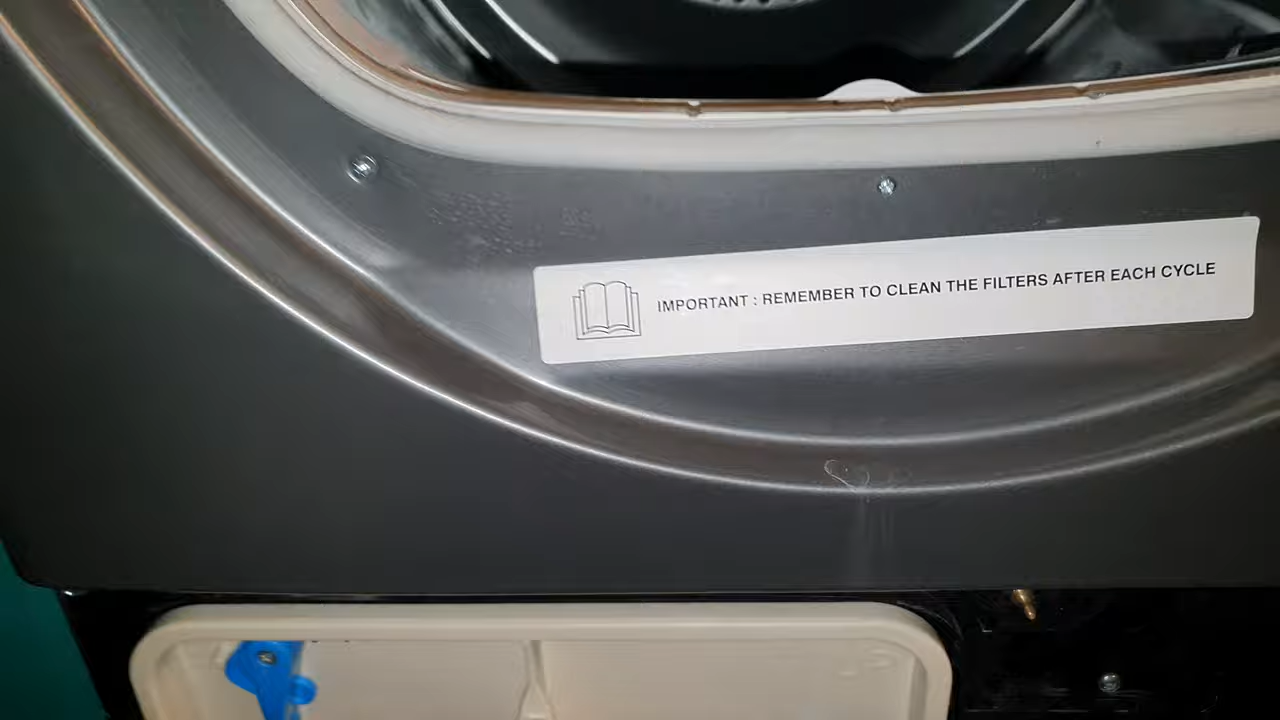 IMPORTANT : REMEMBER TO CLEAN THE FILTERS AFTER EACH CYCLE